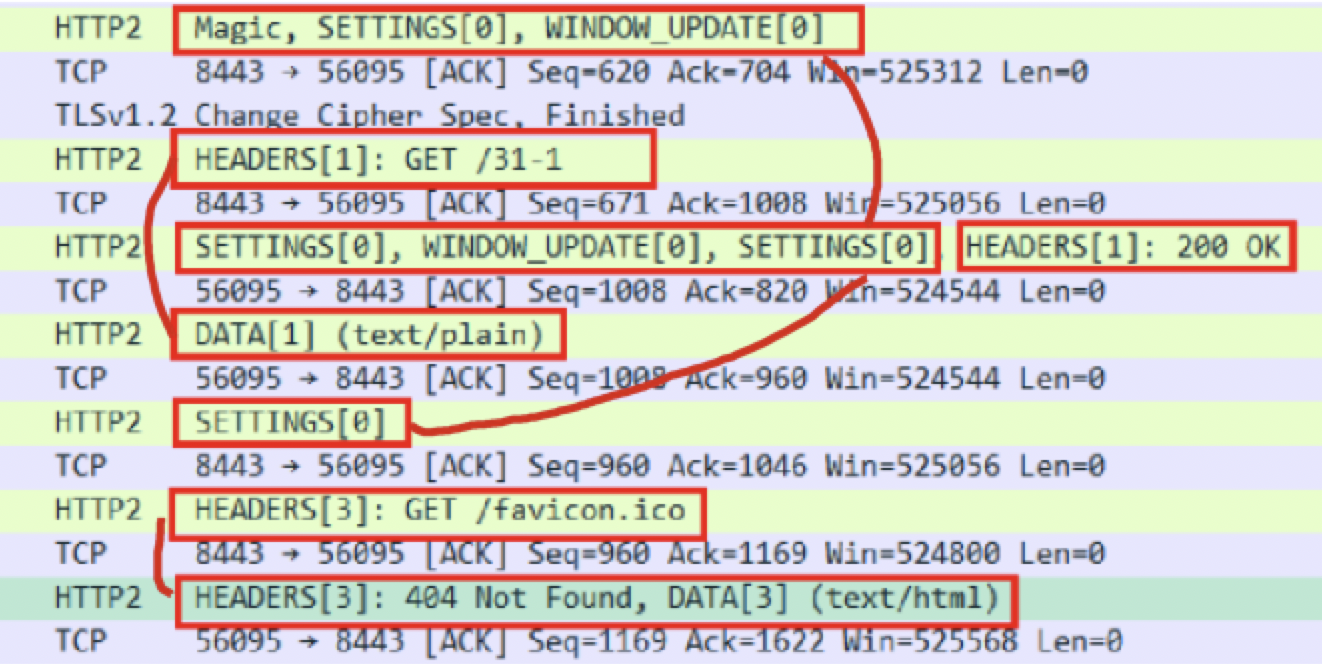 HTTP2 Magic, SETTINGS[0], WINDOW_UPDATE[0]
TCP 8443 → 56095 [ACK] Seq=620 Ack=704 Win=525312 Len=0
TLSv1.2 Change Cipher Spec, Finished
HTTP2 HEADERS[1]: GET /31-1
TCP 8443 → 56095 [ACK] Seq=671 Ack=1008 Win=525056 Len=0
HTTP2 SETTINGS[0], WINDOW_UPDATE[0], SETTINGS[0], HEADERS[1]: 200 OK
TCP 56095 → 8443 [ACK] Seq=1008 Ack=820 Win=524544 Len=0
HTTP2 DATA[1] (text/plain)
TCP 56095 → 8443 [ACK] Seq=1008 Ack=960 Win=524544 Len=0
HTTP2 SETTINGS[0]
TCP 8443 → 56095 [ACK] Seq=960 Ack=1046 Win=525056 Len=0
HTTP2 HEADERS[3]: GET /favicon.ico
TCP 8443 → 56095 [ACK] Seq=960 Ack=1169 Win=524800 Len=0
HTTP2 HEADERS[3]: 404 Not Found, DATA[3] (text/html)
TCP 56095 → 8443 [ACK] Seq=1169 Ack=1622 Win=525568 Len=0